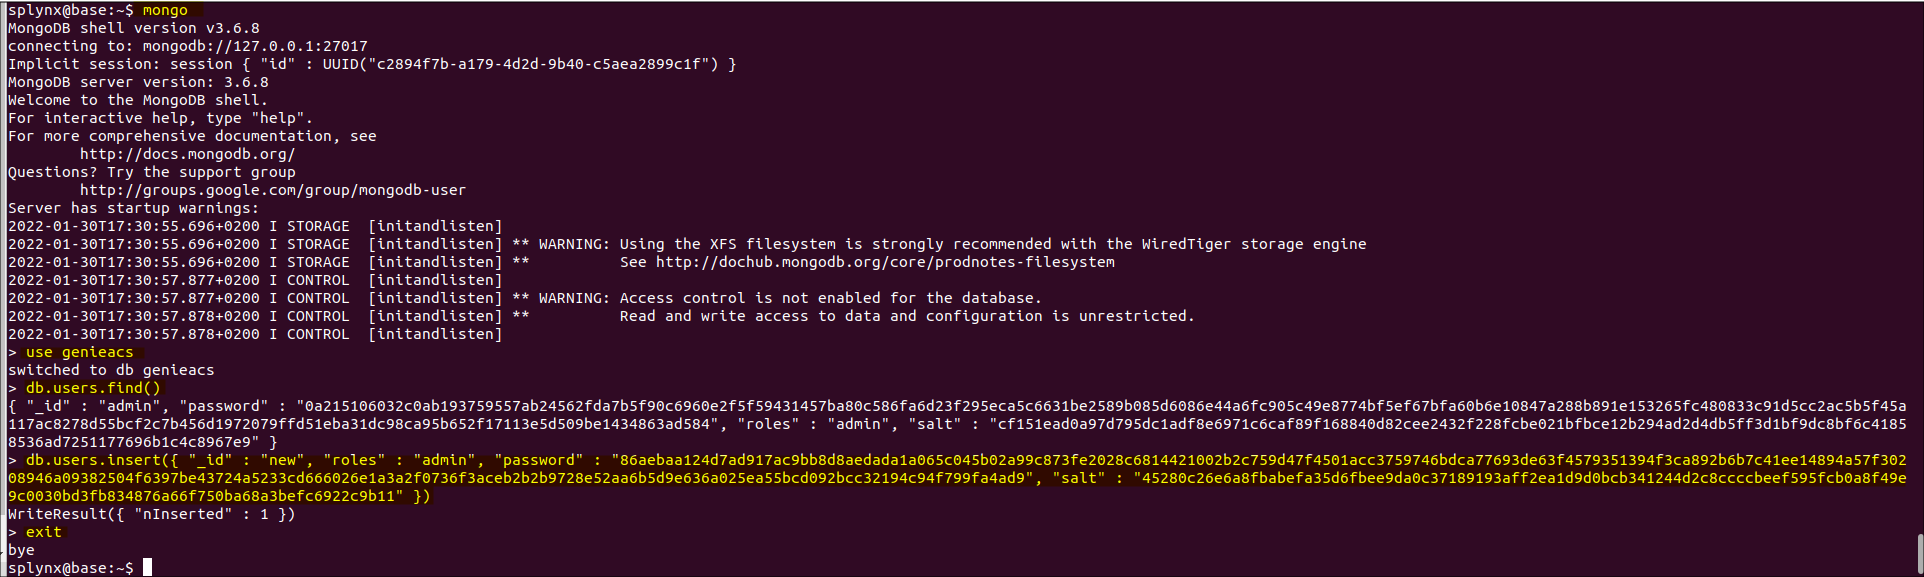 splynx@base:~$ mongo
MongoDB shell version v3.6.8
connecting to: mongodb://127.0.0.1:27017
Implicit session: session { "id" : UUID("c2894f7b-a179-4d2d-9b40-c5aea2899c1f") }
MongoDB server version: 3.6.8
Welcome to the MongoDB shell.
For interactive help, type "help".
For more comprehensive documentation, see
http://docs.mongodb.org/
Questions? Try the support group
http://groups.google.com/group/mongodb-user
Server has startup warnings:
2022-01-30T17:30:55.696+0200 I STORAGE  [initandlisten]
2022-01-30T17:30:55.696+0200 I STORAGE  [initandlisten] ** WARNING: Using the XFS filesystem is strongly recommended with the WiredTiger storage engine
2022-01-30T17:30:55.696+0200 I STORAGE  [initandlisten] **          See http://dochub.mongodb.org/core/prodnotes-filesystem
2022-01-30T17:30:57.877+0200 I CONTROL  [initandlisten]
2022-01-30T17:30:57.877+0200 I CONTROL  [initandlisten] ** WARNING: Access control is not enabled for the database.
2022-01-30T17:30:57.878+0200 I CONTROL  [initandlisten] **          Read and write access to data and configuration is unrestricted.
2022-01-30T17:30:57.878+0200 I CONTROL  [initandlisten]
> use genieacs
switched to db genieacs
> db.users.find()
{ "_id" : "admin", "password" : "0a215106032c0ab193759557ab24562fda7b5f90c6960e2f5f59431457ba80c586fa6d23f295eca5c6631be2589b085d6086e44a6fc905c49e8774bf5ef67bfa60b6e10847a288b891e153265fc480833c91d5cc2ac5b5f45a
117ac8278d55bcf2c7b456d1972079ffd51eba31dc98ca95b652f17113e5d509be1434863ad584", "roles" : "admin", "salt" : "cf151ead0a97d795dc1adf8e6971c6caf89f168840d82cee2432f228fcbe021bfbce12b294ad2d4db5ff3d1bf9dc8bf6c4185
8536ad7251177696b1c4c8967e9" }
> db.users.insert({ "_id" : "new", "roles" : "admin", "password" : "86aebaa124d7ad917ac9bb8d8aedada1a065c045b02a99c873fe2028c6814421002b2c759d47f4501acc3759746bdca77693de63f4579351394f3ca892b6b7c41ee14894a57f302
08946a09382504f6397be43724a5233cd666026e1a3a2f0736f3aceb2b2b9728e52aa6b5d9e636a025ea55bcd092bcc32194c94f799fa4ad9", "salt" : "45280c26e6a8fbabefa35d6fbee9da0c37189193aff2ea1d9d0bcb341244d2c8ccccbeef595fcb0a8f49e
9c0030bd3fb834876a66f750ba68a3befc6922c9b11" })
WriteResult({ "nInserted" : 1 })
> exit
bye
splynx@base:~$